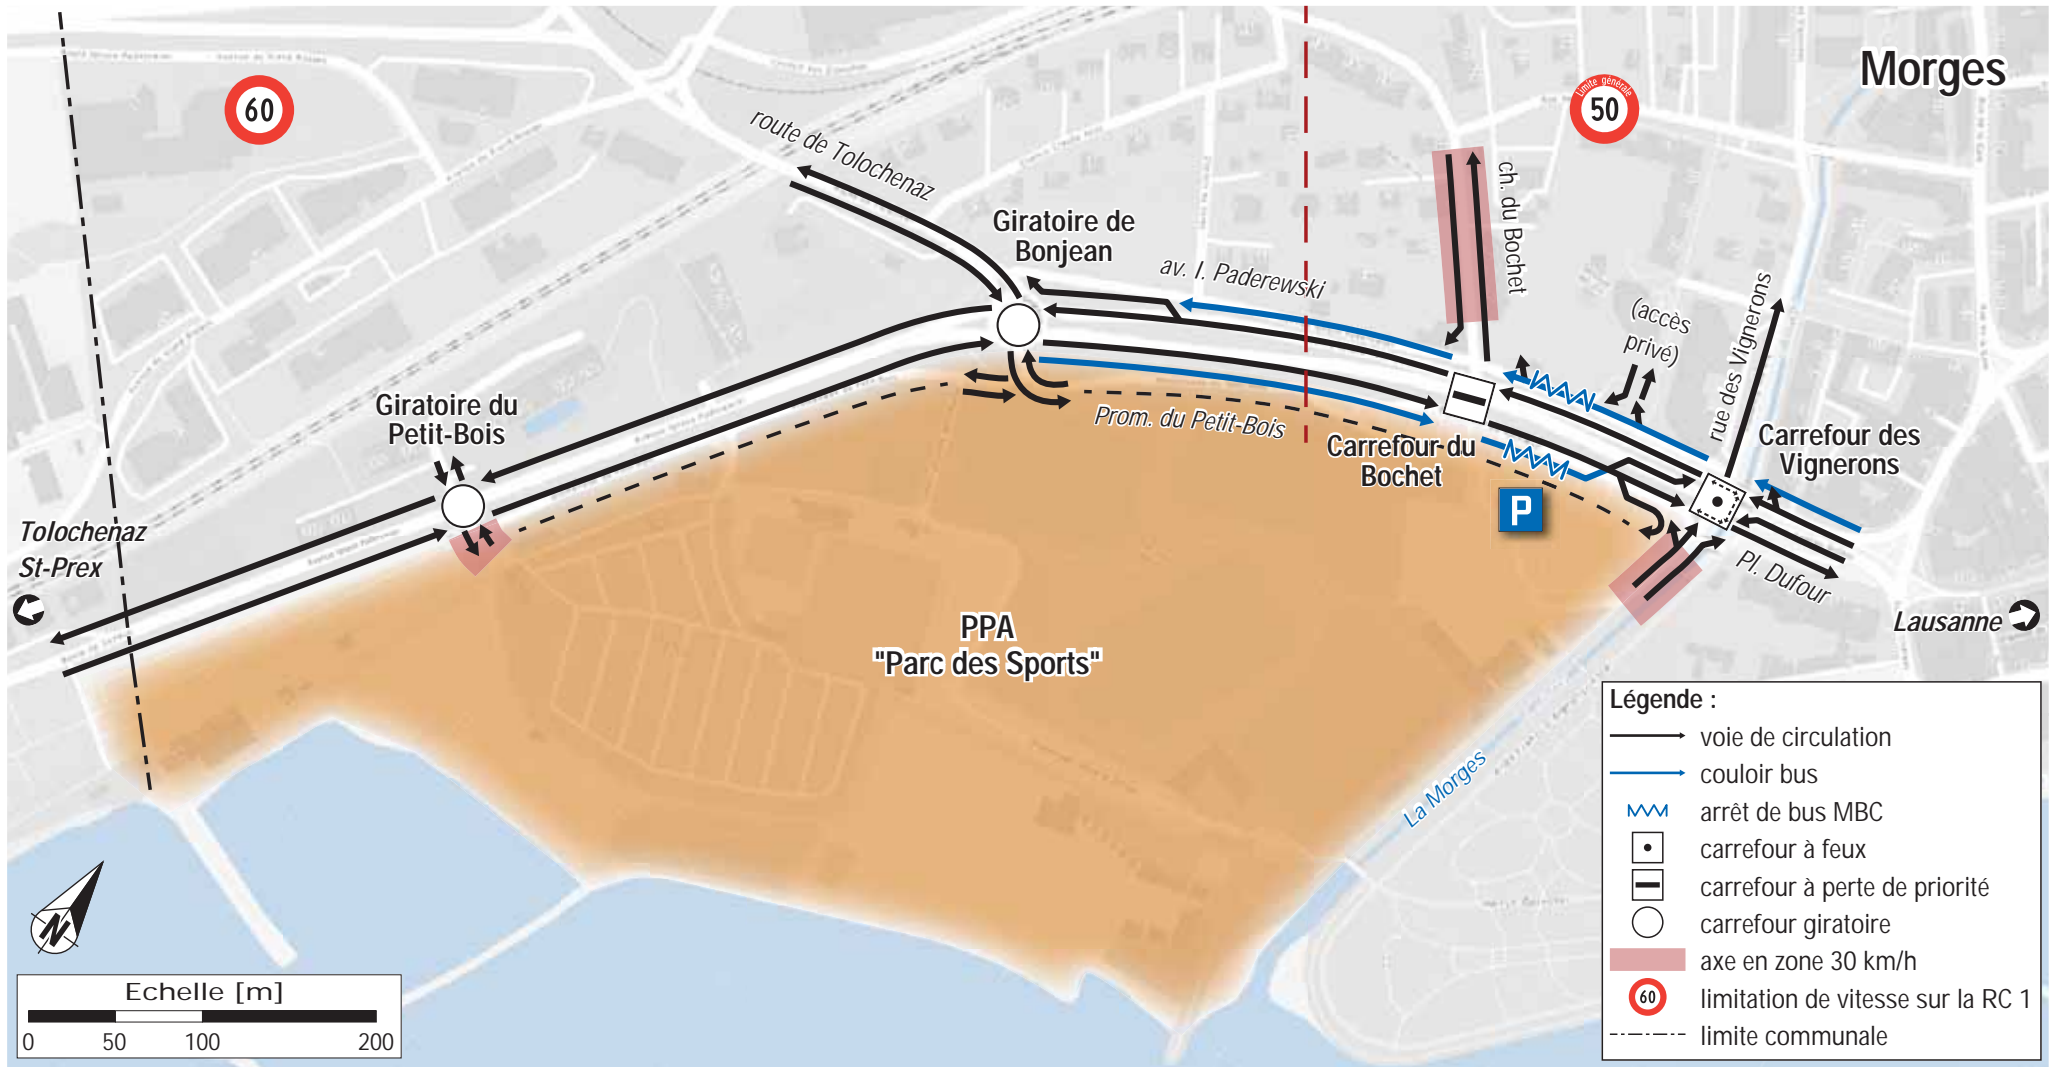 Morges
60
Limite générale
50
route de Tolochenaz
Giratoire de
Bonjean
av. I. Paderewski
ch. du Bochet
(accès
privé)
rue des Vignerons
Giratoire du
Petit-Bois
Prom. du Petit-Bois
Carrefour du
Bochet
Carrefour des
Vignerons
P
Tolochenaz
St-Prex
Pl. Dufour
Lausanne
PPA
"Parc des Sports"
La Morges
N
Echelle [m]
0 50 100 200
Légende :
voie de circulation
couloir bus
arrêt de bus MBC
carrefour à feux
carrefour à perte de priorité
carrefour giratoire
axe en zone 30 km/h
60 limitation de vitesse sur la RC 1
limite communale